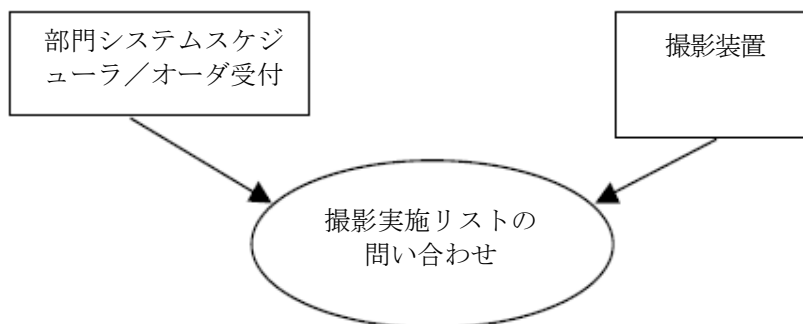 部門システムスケジ
ューラ／オーダ受付
撮影装置
撮影実施リストの
問い合わせ